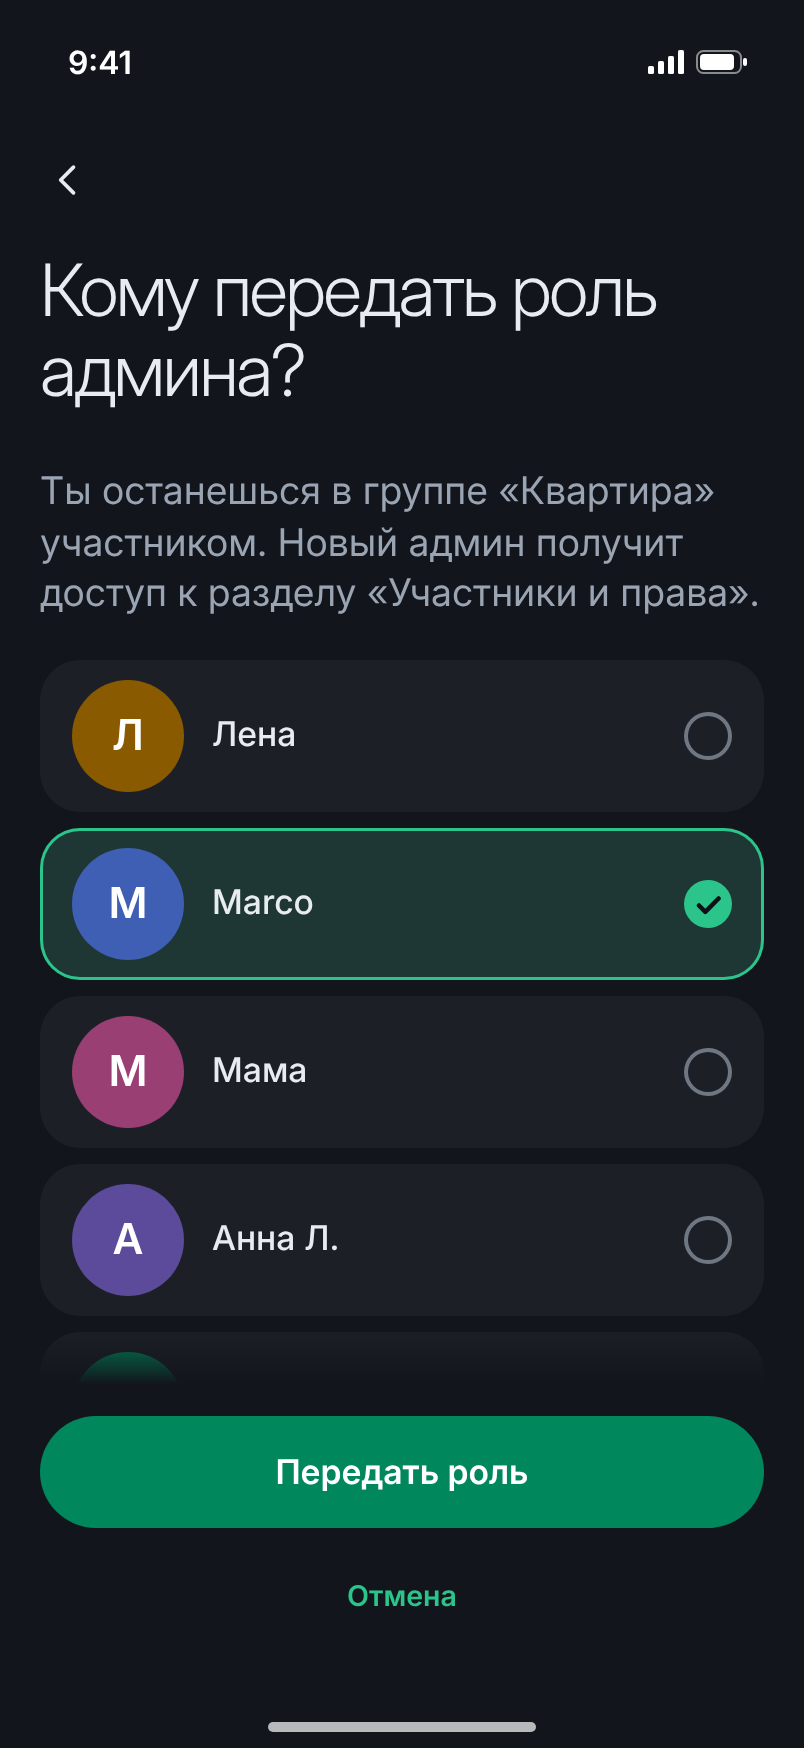 9:41
Кому передать роль
админа?
Ты останешься в группе «Квартира»
участником. Новый админ получит
доступ к разделу «Участники и права».
Л Лена
M Marco
М Мама
А Анна Л.
Передать роль
Отмена